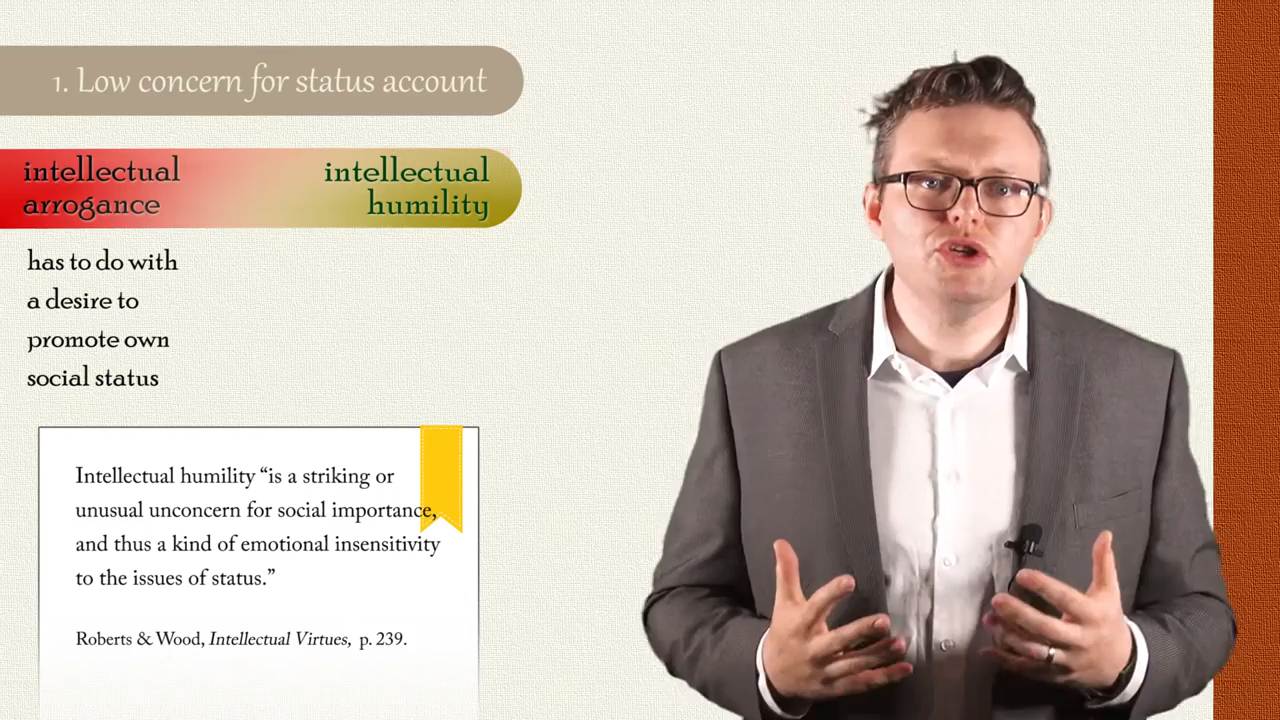 1. Low concern for status account
intellectual
arrogance
intellectual
humility
has to do with
a desire to
promote own
social status
Intellectual humility “is a striking or
unusual unconcern for social importance,
and thus a kind of emotional insensitivity
to the issues of status.”
Roberts & Wood, Intellectual Virtues, p. 239.